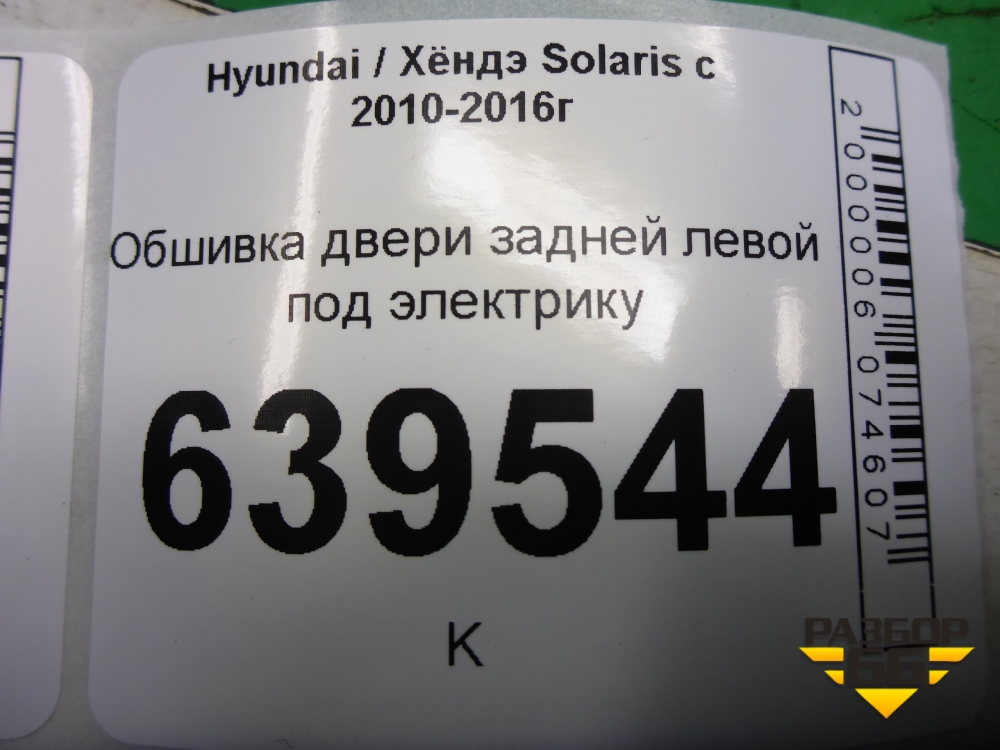 Hyundai / Хёндэ Solaris с
2010-2016г
Обшивка двери задней левой
под электрику
639544
К
2000006074607
РАЗБОР
66